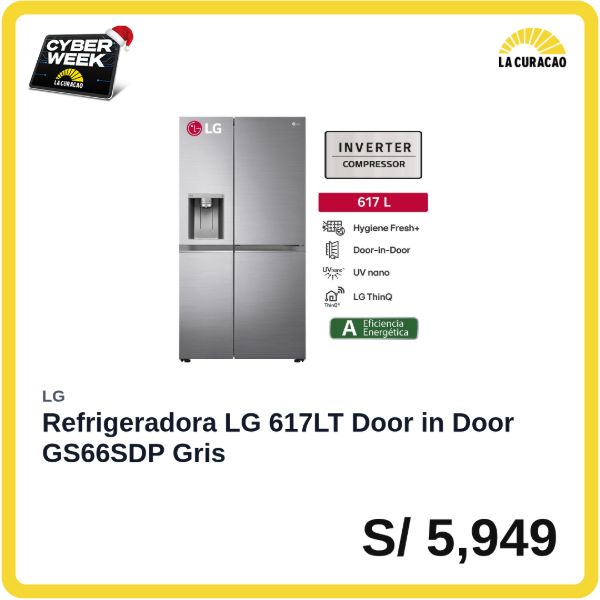 CYBER
WEEK
LA CURACAO
LA CURACAO
LG
INVERTER
COMPRESSOR
617 L
Hygiene Fresh+
Door-in-Door
UVnano™
UV nano
LG ThinQ
ThinQ®
A Eficiencia
Energética
LG
Refrigeradora LG 617LT Door in Door
GS66SDP Gris
S/ 5,949